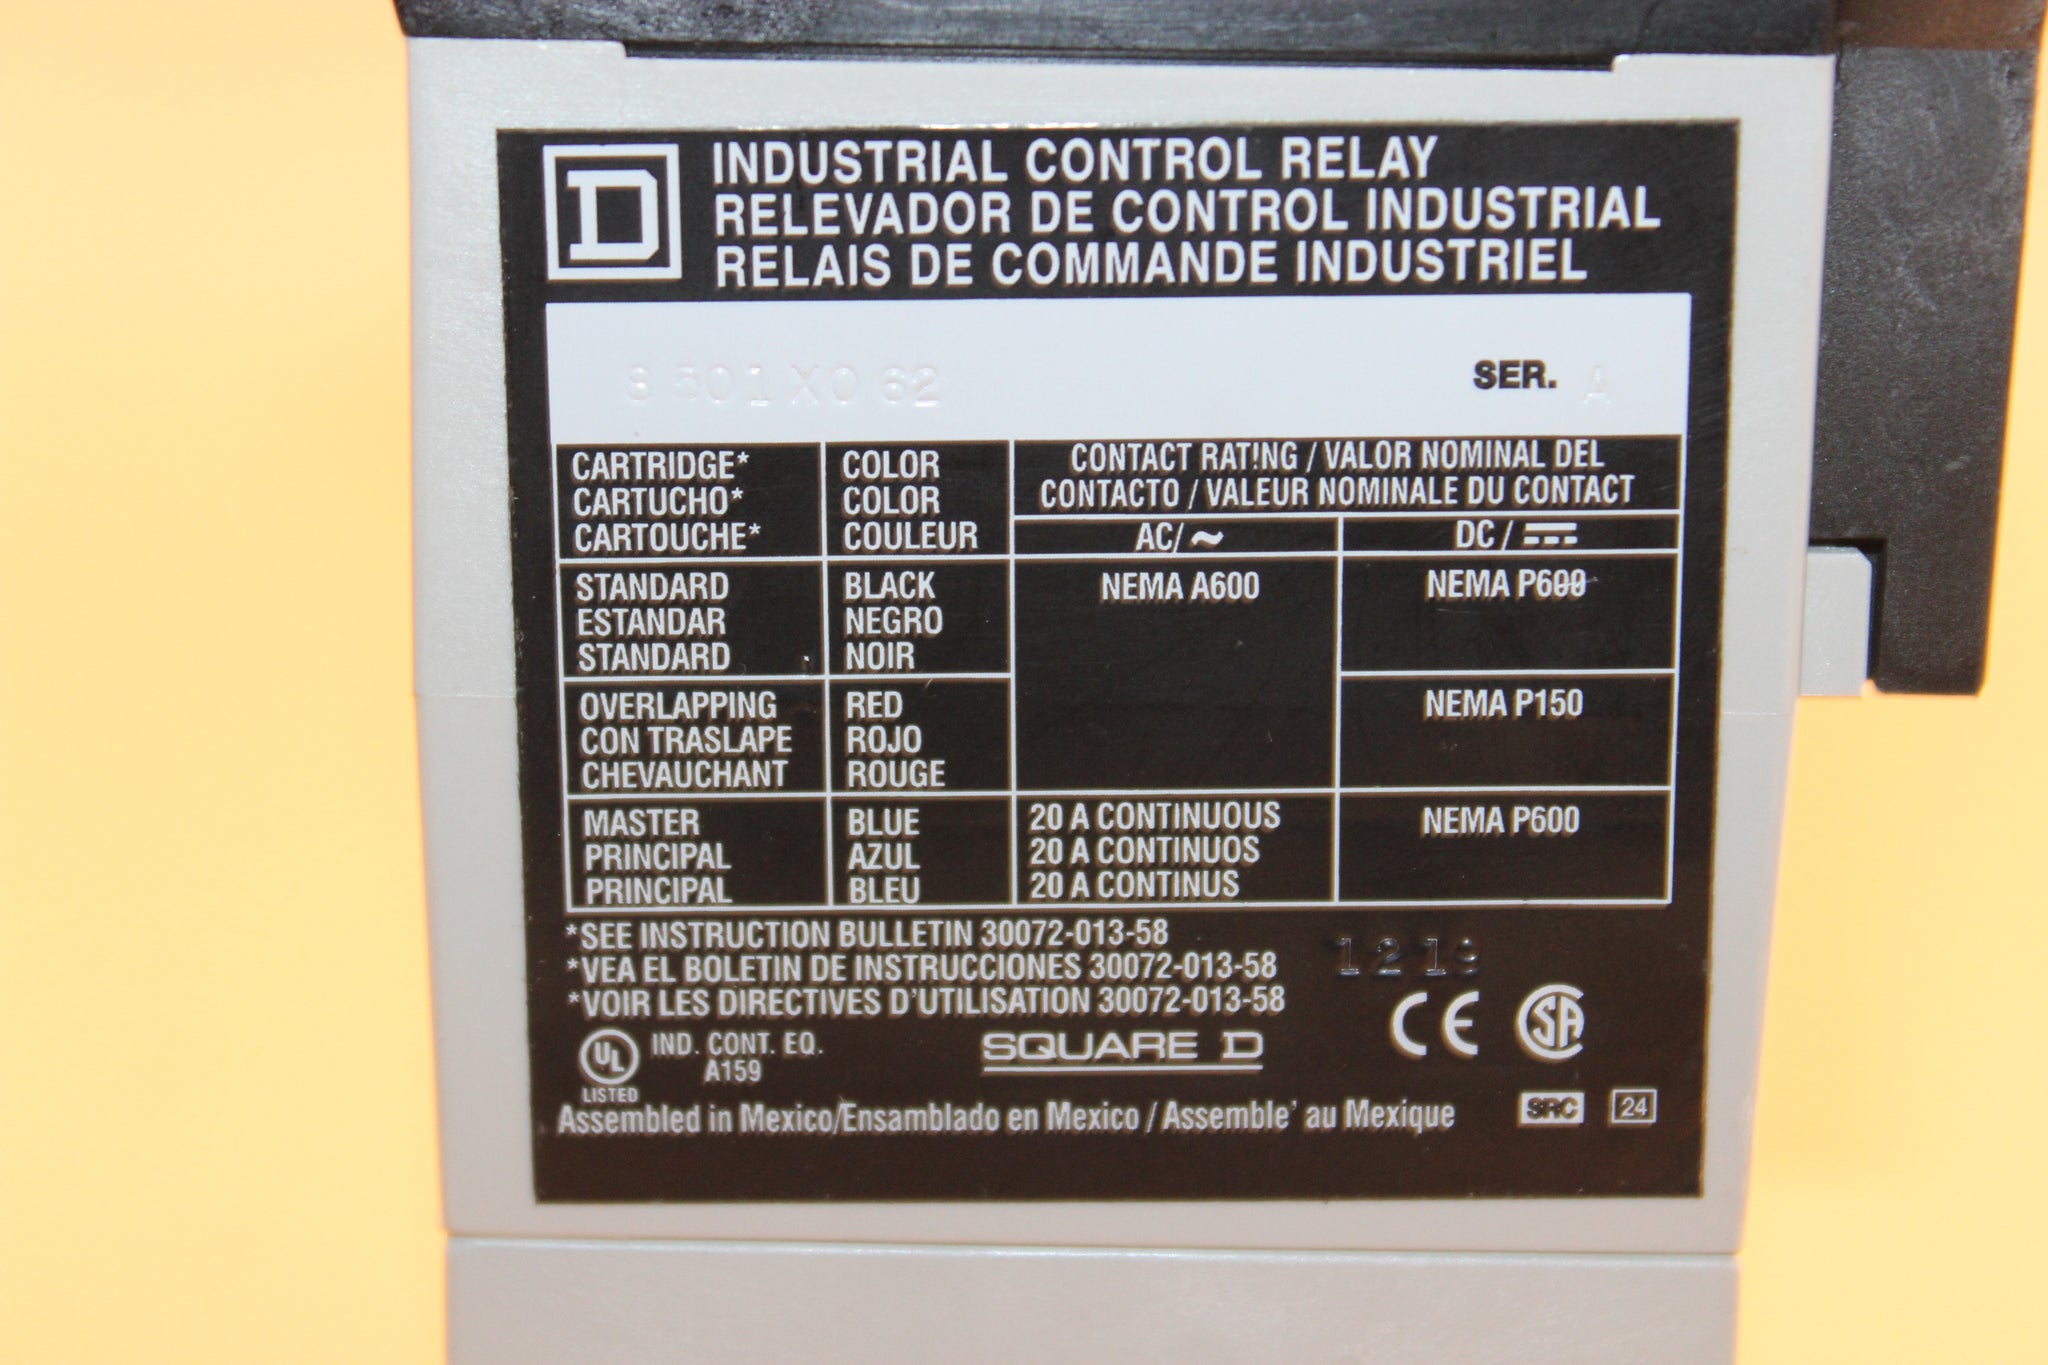 D INDUSTRIAL CONTROL RELAY
RELEVADOR DE CONTROL INDUSTRIAL
RELAIS DE COMMANDE INDUSTRIEL
8501XO62 SER. A
CARTRIDGE* COLOR CONTACT RATING / VALOR NOMINAL DEL
CARTUCHO* COLOR CONTACTO / VALEUR NOMINALE DU CONTACT
CARTOUCHE* COULEUR AC/~ DC/⎓
STANDARD BLACK NEMA A600 NEMA P600
ESTANDAR NEGRO
STANDARD NOIR
OVERLAPPING RED NEMA P150
CON TRASLAPE ROJO
CHEVAUCHANT ROUGE
MASTER BLUE 20 A CONTINUOUS NEMA P600
PRINCIPAL AZUL 20 A CONTINUOS
PRINCIPAL BLEU 20 A CONTINUS
*SEE INSTRUCTION BULLETIN 30072-013-58
*VEA EL BOLETIN DE INSTRUCCIONES 30072-013-58 1219
*VOIR LES DIRECTIVES D'UTILISATION 30072-013-58 CE SA
UL IND. CONT. EQ. SQUARE D
A159
LISTED
Assembled in Mexico/Ensamblado en Mexico / Assemble' au Mexique SRC 24